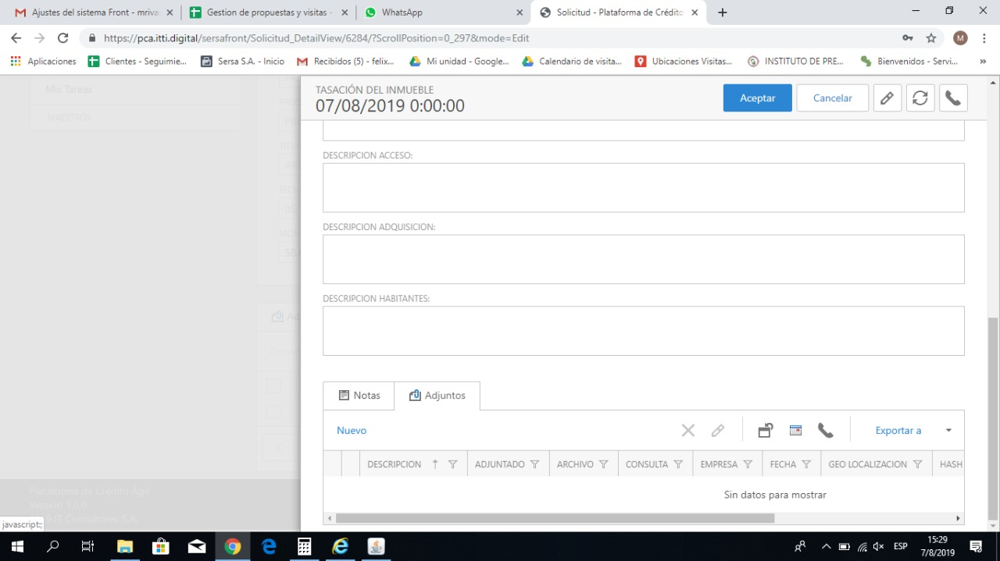 Ajustes del sistema Front - mriva
Gestion de propuestas y visitas -
WhatsApp
Solicitud - Plataforma de Crédito
https://pca.itti.digital/sersafront/Solicitud_DetailView/6284/?ScrollPosition=0_297&mode=Edit
M
Aplicaciones
Clientes - Seguimie...
Sersa S.A. - Inicio
Recibidos (5) - felix...
Mi unidad - Google...
Calendario de visita...
Ubicaciones Visitas...
INSTITUTO DE PRE...
Bienvenidos - Servi...
»
Mis Tareas
MAESTROS
TASACIÓN DEL INMUEBLE
07/08/2019 0:00:00
Aceptar
Cancelar
DESCRIPCION ACCESO:
DESCRIPCION ADQUISICION:
DESCRIPCION HABITANTES:
Notas
Adjuntos
Nuevo
Exportar a
DESCRIPCION
ADJUNTADO
ARCHIVO
CONSULTA
EMPRESA
FECHA
GEO LOCALIZACION
HASH
Sin datos para mostrar
Plataforma de Crédito Ágil
Versión 1.0.0
9 IT Consultores S.A.
javascript:;
ESP
15:29
7/8/2019